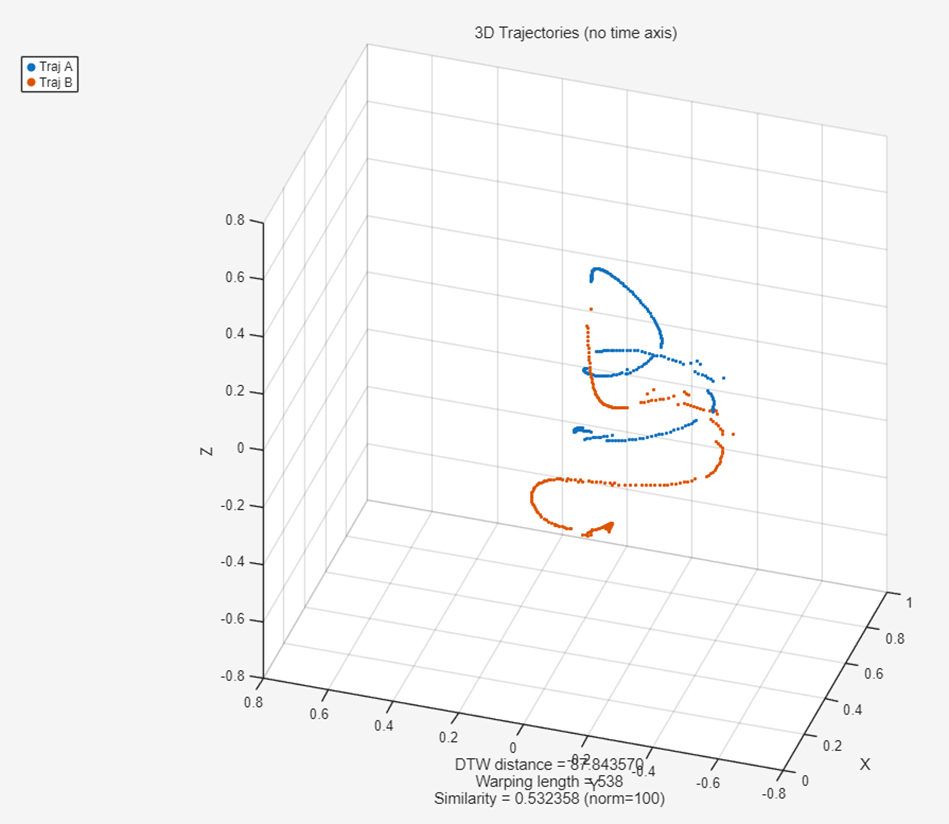 3D Trajectories (no time axis)
Traj A
Traj B
0.8
0.6
0.4
0.2
0
-0.2
-0.4
-0.6
-0.8
Z
0.8
0.6
0.4
0.2
0
-0.2
-0.4
-0.6
-0.8
Y
0
0.2
0.4
0.6
0.8
1
X
DTW distance = 87.843570
Warping length = 538
Similarity = 0.532358 (norm=100)